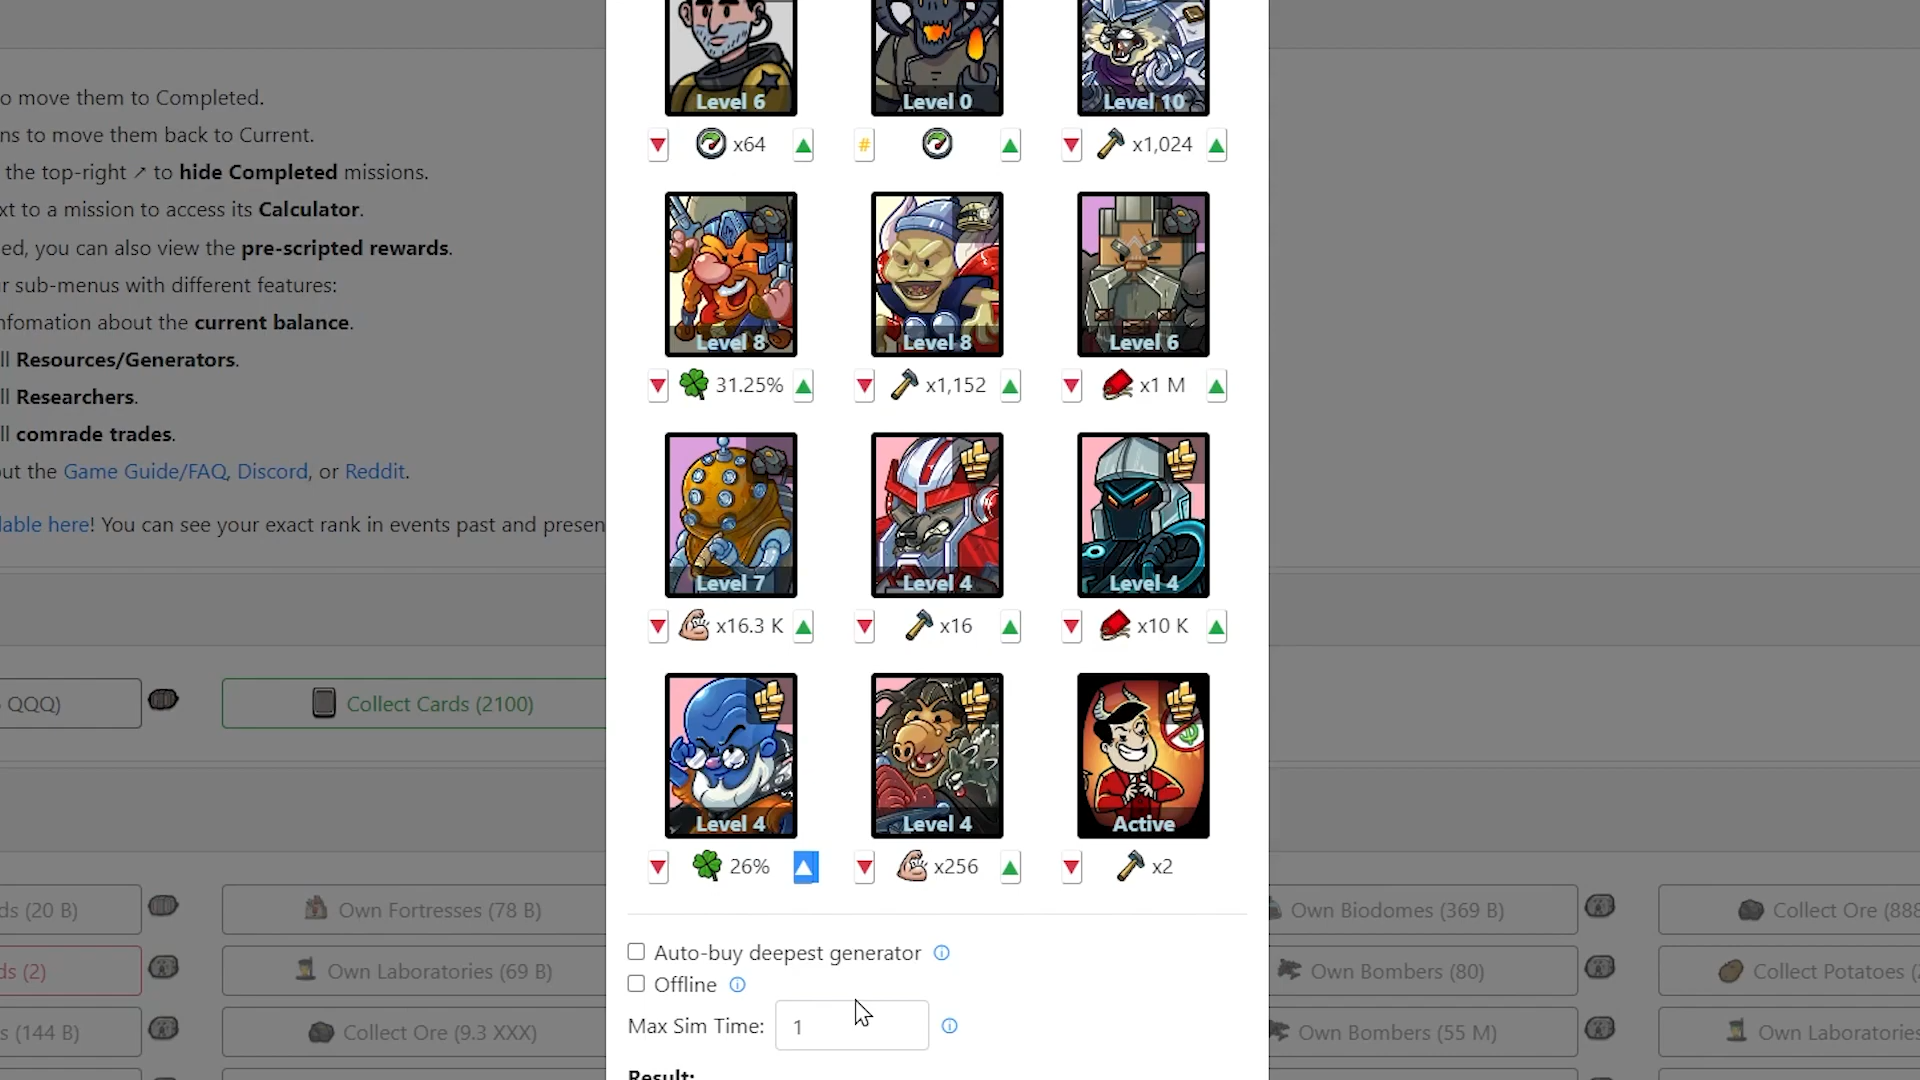 Level 6
Level 0
Level 10
x64
#
x1,024
o move them to Completed.
ns to move them back to Current.
the top-right ↗ to hide Completed missions.
xt to a mission to access its Calculator.
ed, you can also view the pre-scripted rewards.
r sub-menus with different features:
nfomation about the current balance.
ll Resources/Generators.
ll Researchers.
ll comrade trades.
out the Game Guide/FAQ, Discord, or Reddit.
lable here! You can see your exact rank in events past and presen
Level 8
Level 8
Level 6
31.25%
x1,152
x1 M
Level 7
Level 4
Level 4
x16.3 K
x16
x10 K
QQQ)
Collect Cards (2100)
Level 4
Level 4
Active
26%
x256
x2
ds (20 B)
Own Fortresses (78 B)
Own Biodomes (369 B)
Collect Ore (888
ds (2)
Own Laboratories (69 B)
Own Bombers (80)
Collect Potatoes (
s (144 B)
Collect Ore (9.3 XXX)
Own Bombers (55 M)
Own Laboratories
Auto-buy deepest generator
Offline
Max Sim Time: 1
Result: